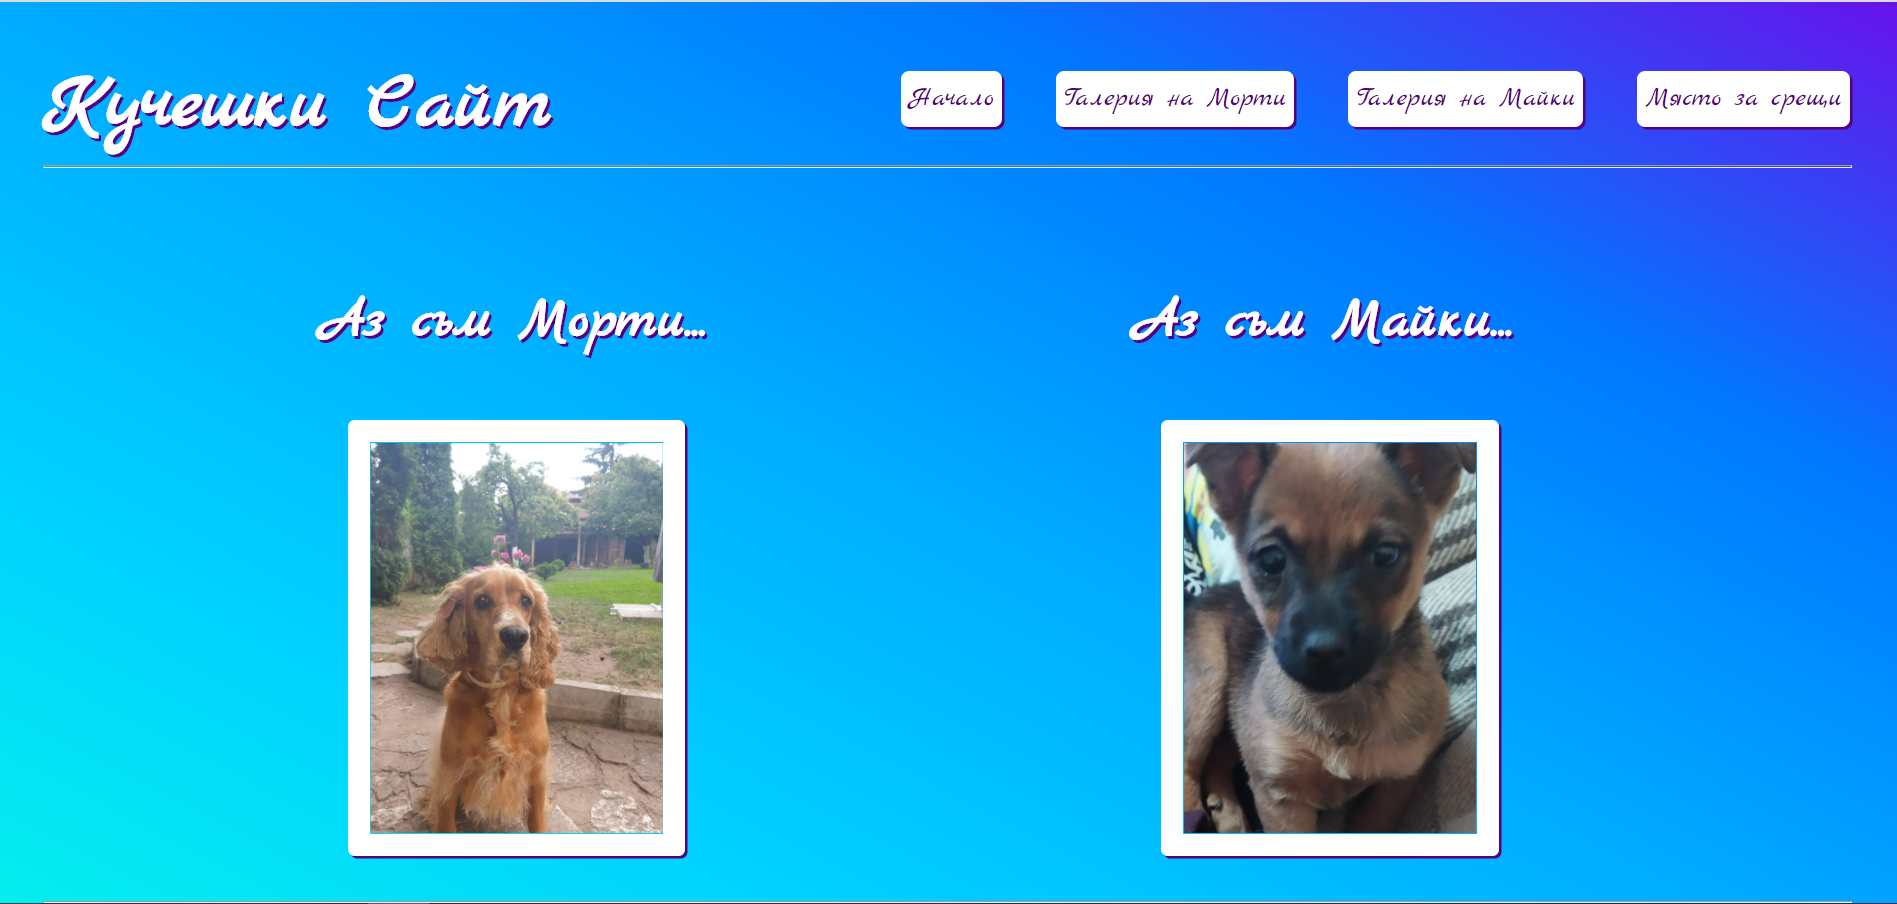 Кучешки Сайт
Начало
Галерия на Морти
Галерия на Майки
Място за срещи
Аз съм Морти...
Аз съм Майки...